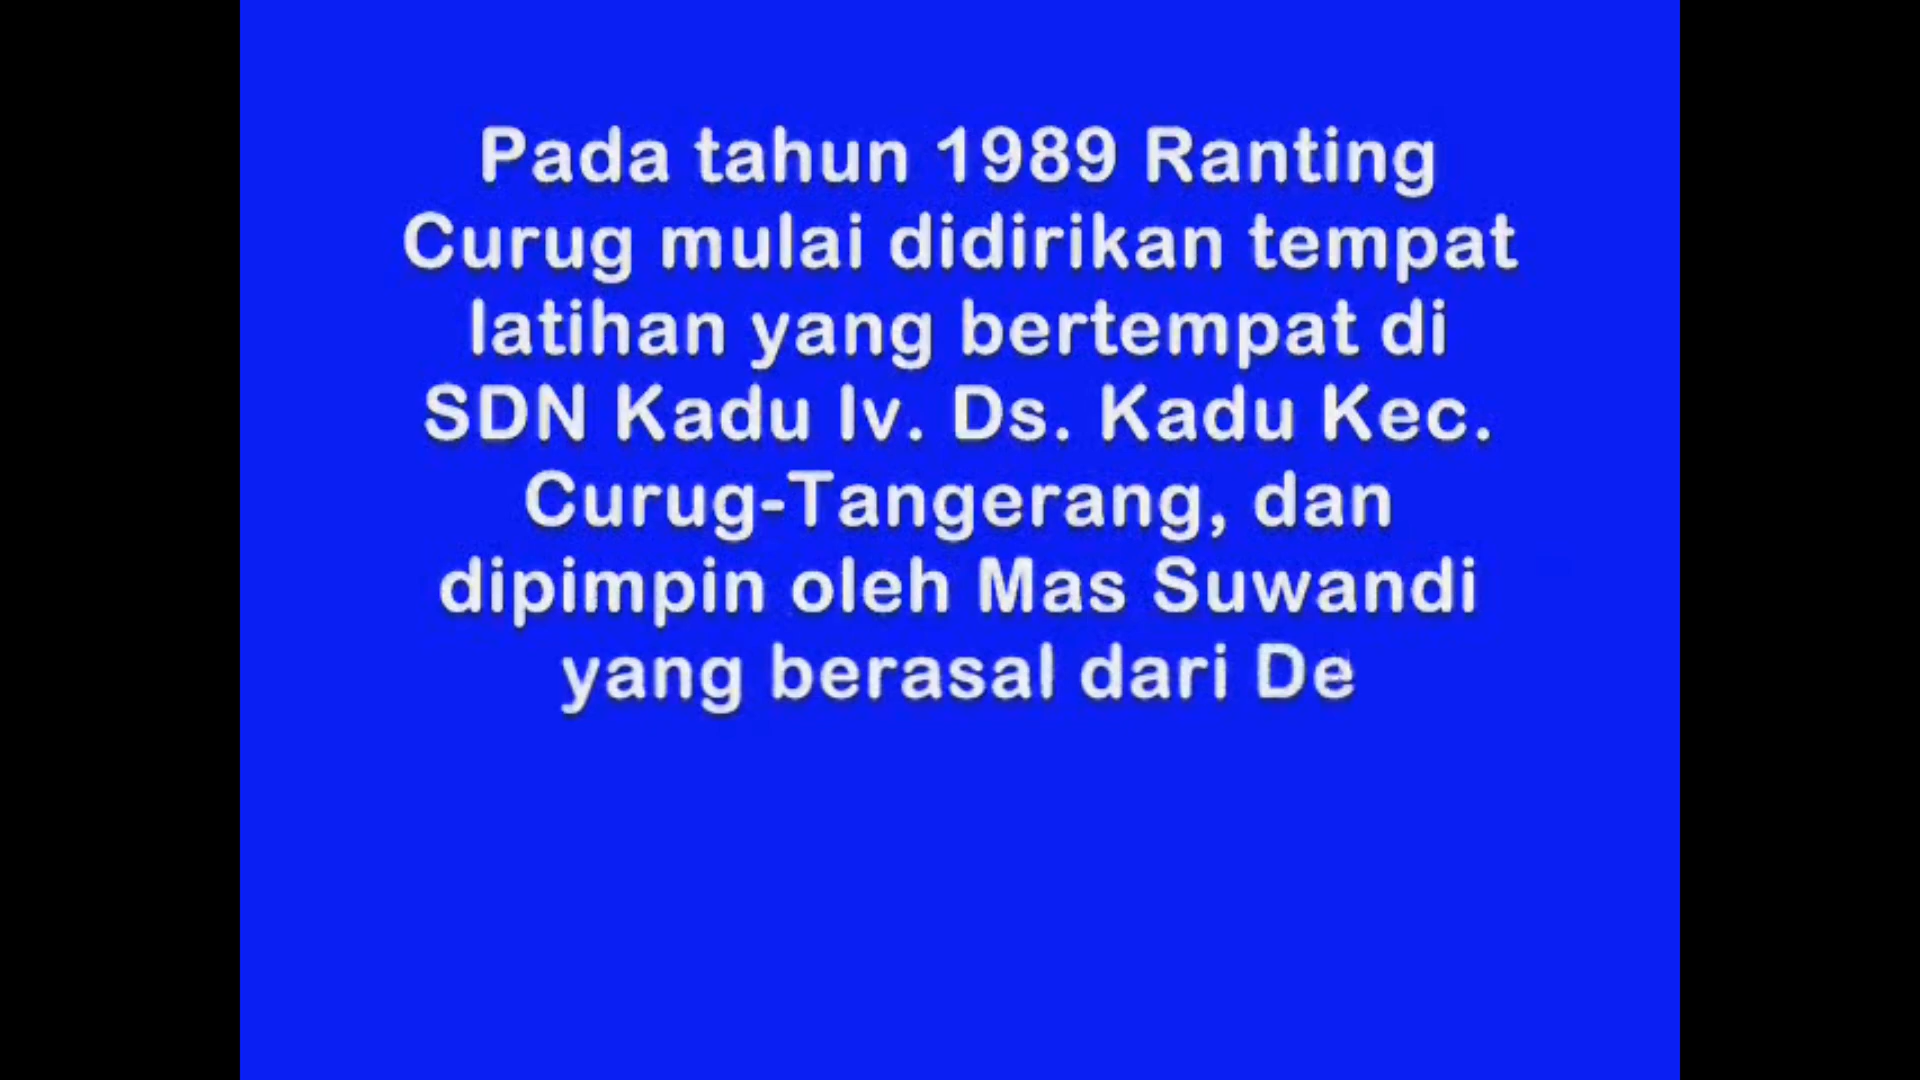 Pada tahun 1989 Ranting
Curug mulai didirikan tempat
latihan yang bertempat di
SDN Kadu Iv. Ds. Kadu Kec.
Curug-Tangerang, dan
dipimpin oleh Mas Suwandi
yang berasal dari De